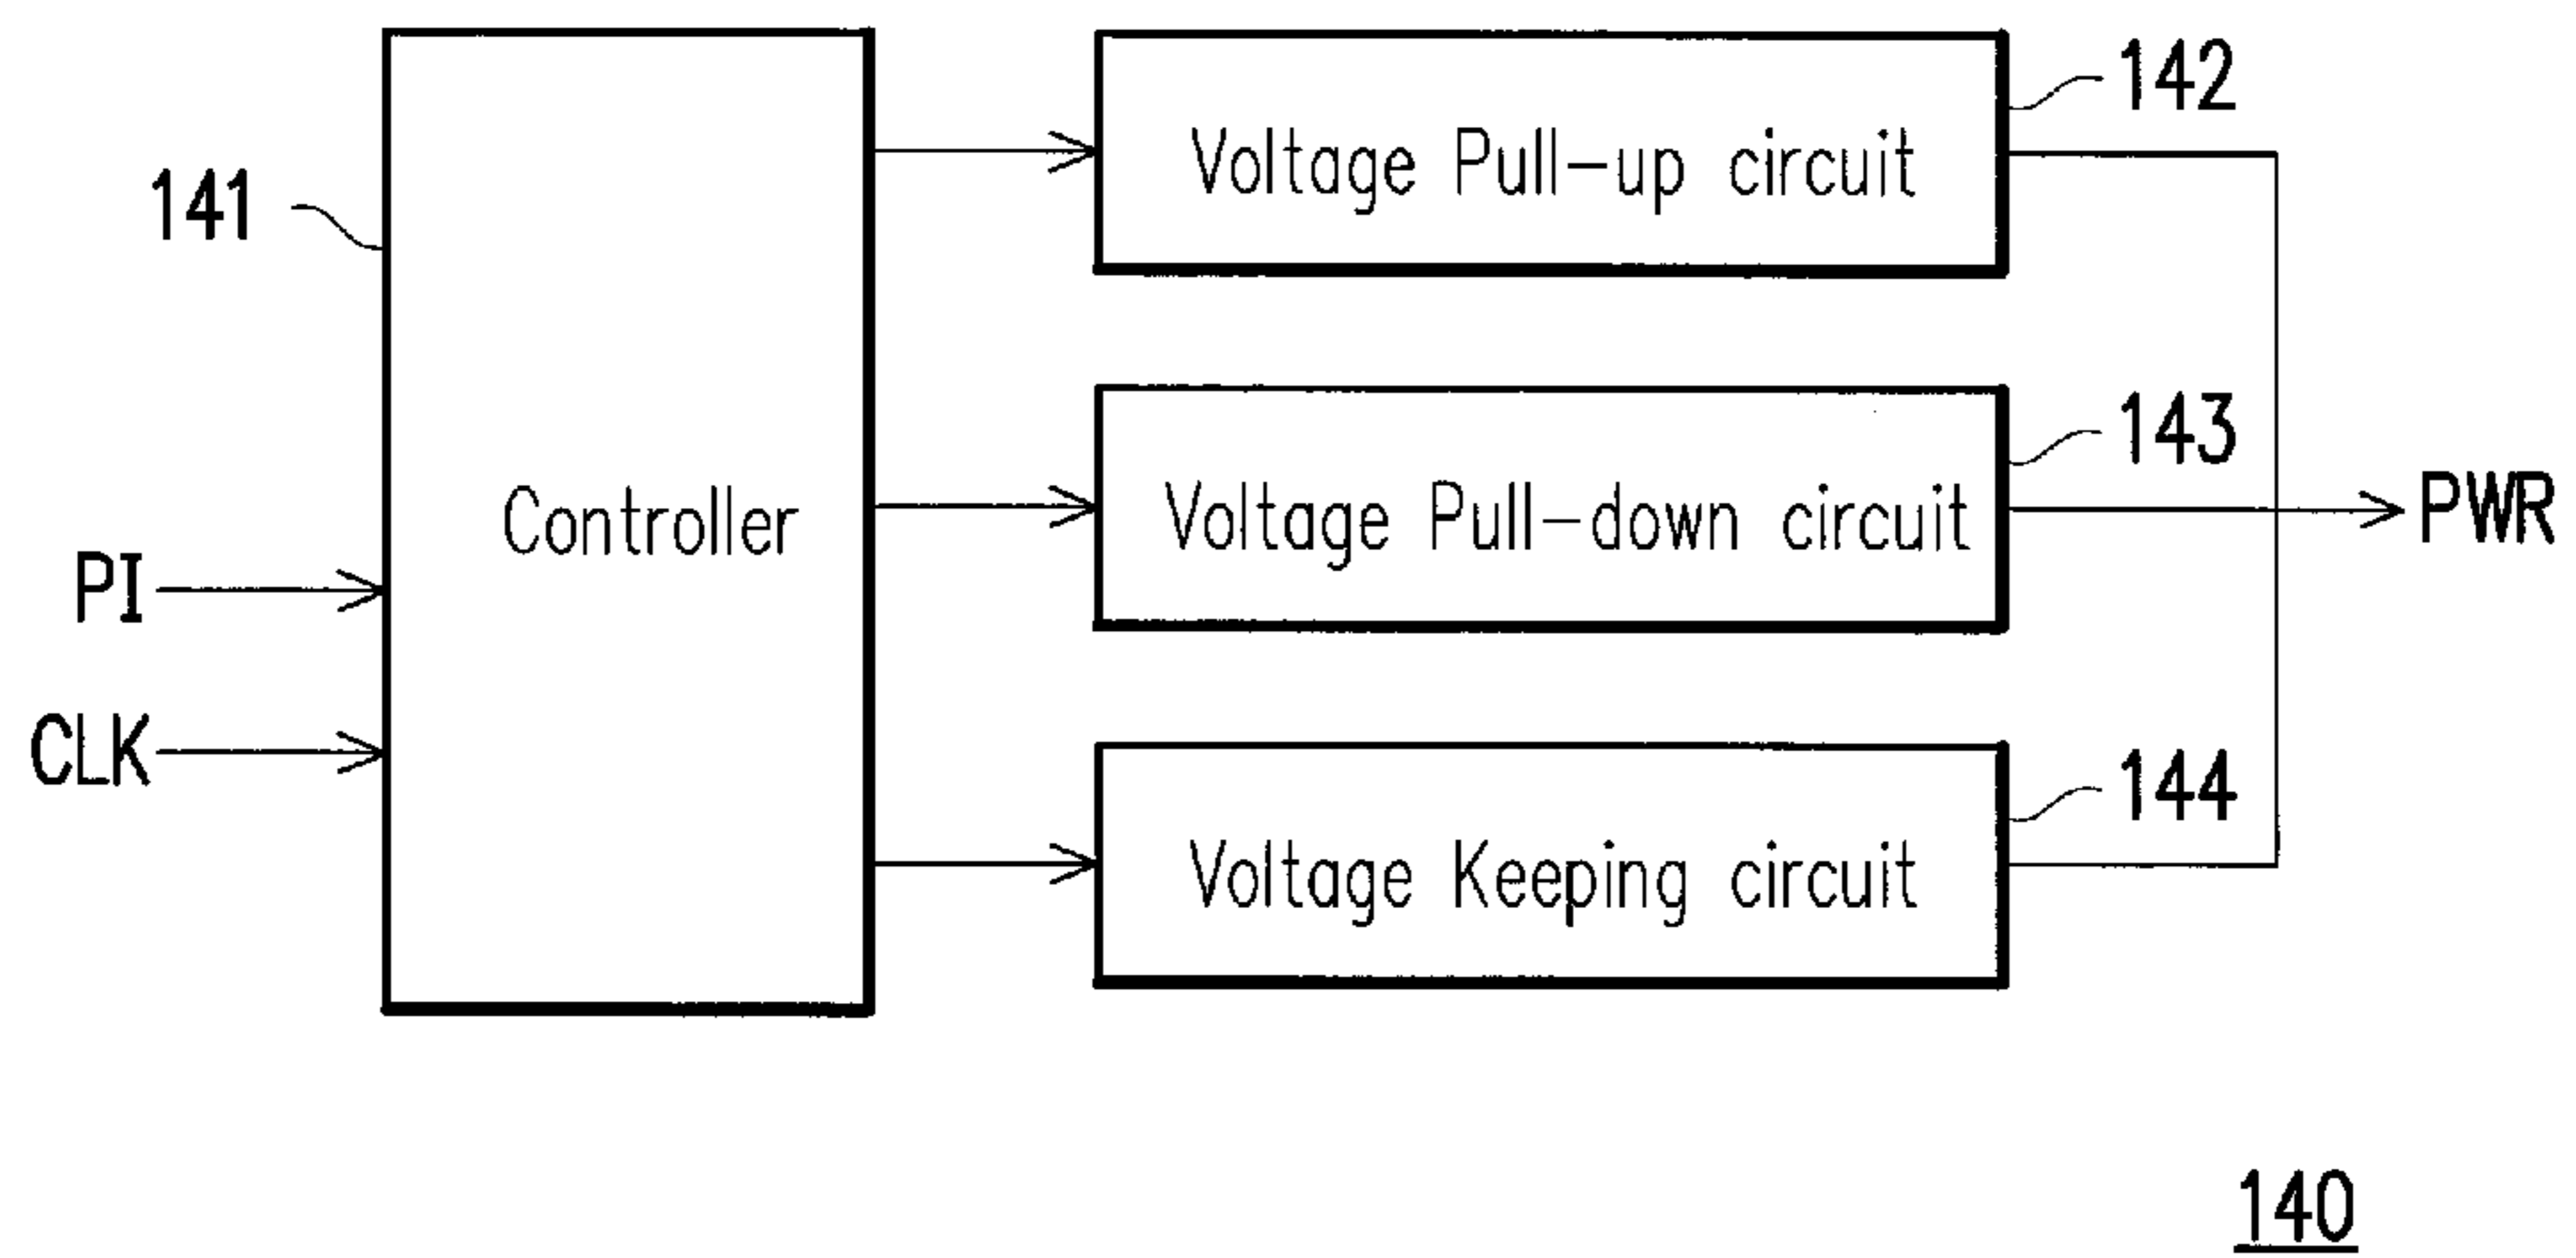 142
Voltage Pull-up circuit
141
143
Controller
Voltage Pull-down circuit
PWR
PI
CLK
144
Voltage Keeping circuit
140